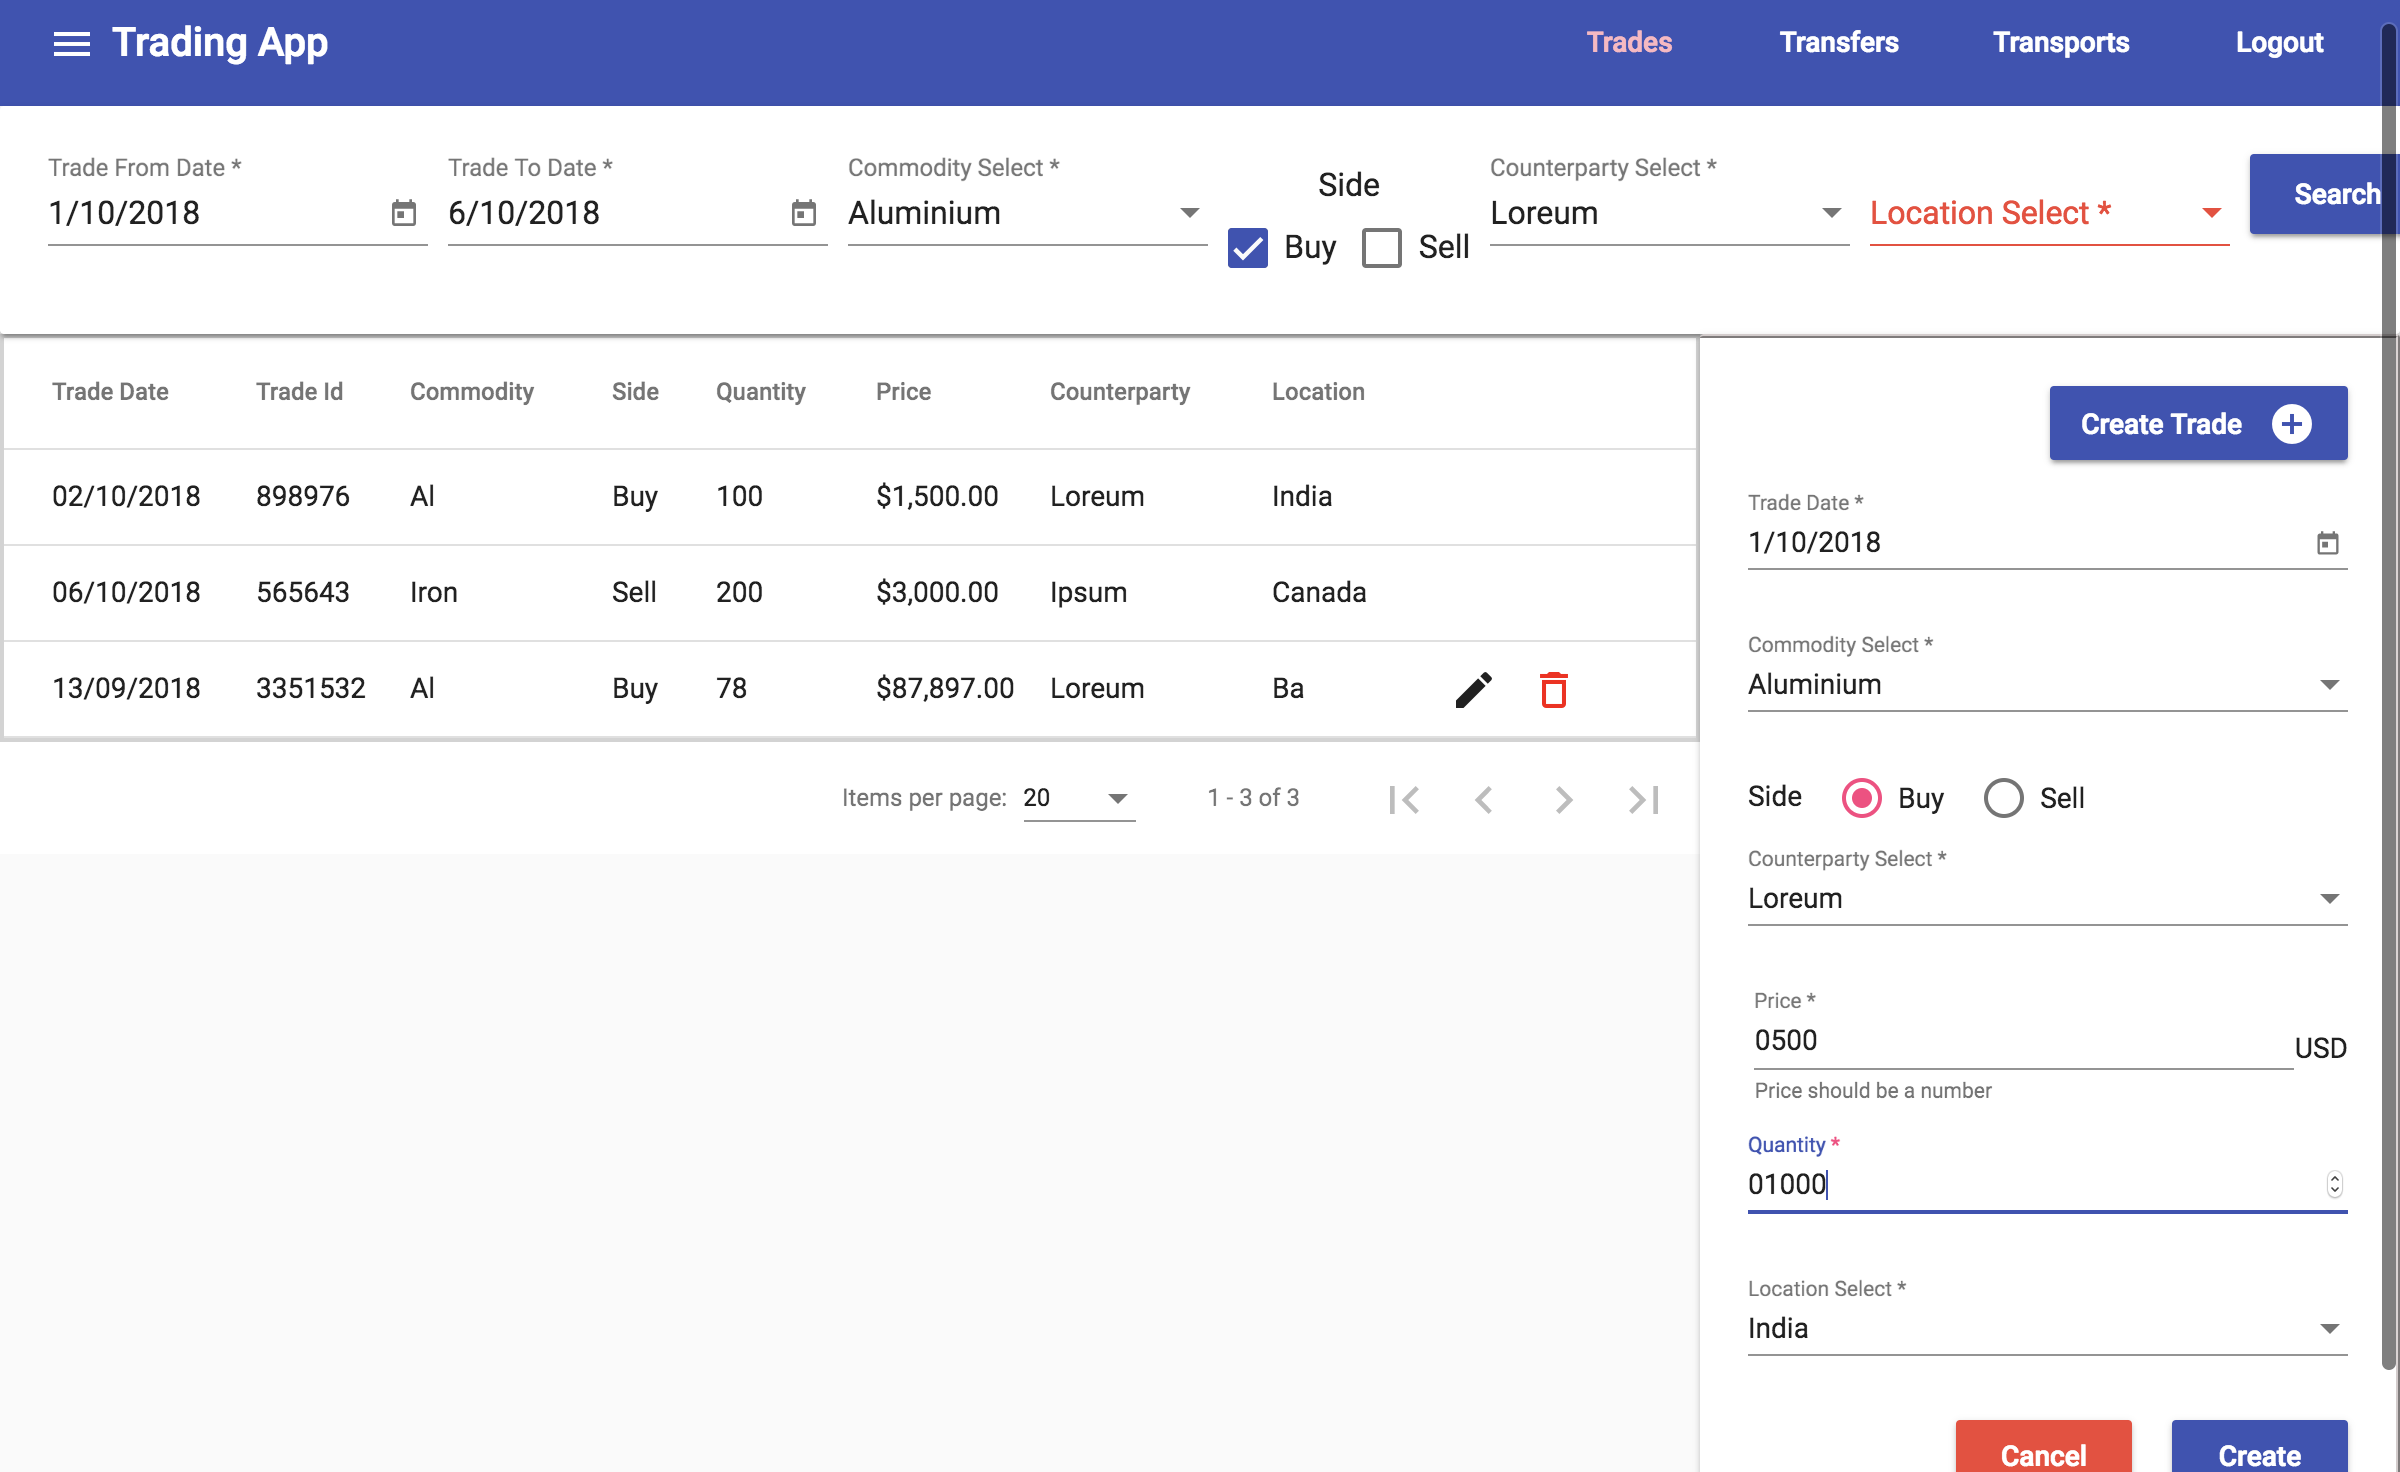 Trading App
Trades Transfers Transports Logout
Trade From Date * Trade To Date * Commodity Select * Side Counterparty Select *
1/10/2018 6/10/2018 Aluminium Buy Sell Loreum Location Select * Search
Trade Date Trade Id Commodity Side Quantity Price Counterparty Location
02/10/2018 898976 Al Buy 100 $1,500.00 Loreum India
06/10/2018 565643 Iron Sell 200 $3,000.00 Ipsum Canada
13/09/2018 3351532 Al Buy 78 $87,897.00 Loreum Ba
Items per page: 20 1 - 3 of 3
Create Trade
Trade Date *
1/10/2018
Commodity Select *
Aluminium
Side Buy Sell
Counterparty Select *
Loreum
Price *
0500 USD
Price should be a number
Quantity *
01000
Location Select *
India
Cancel Create